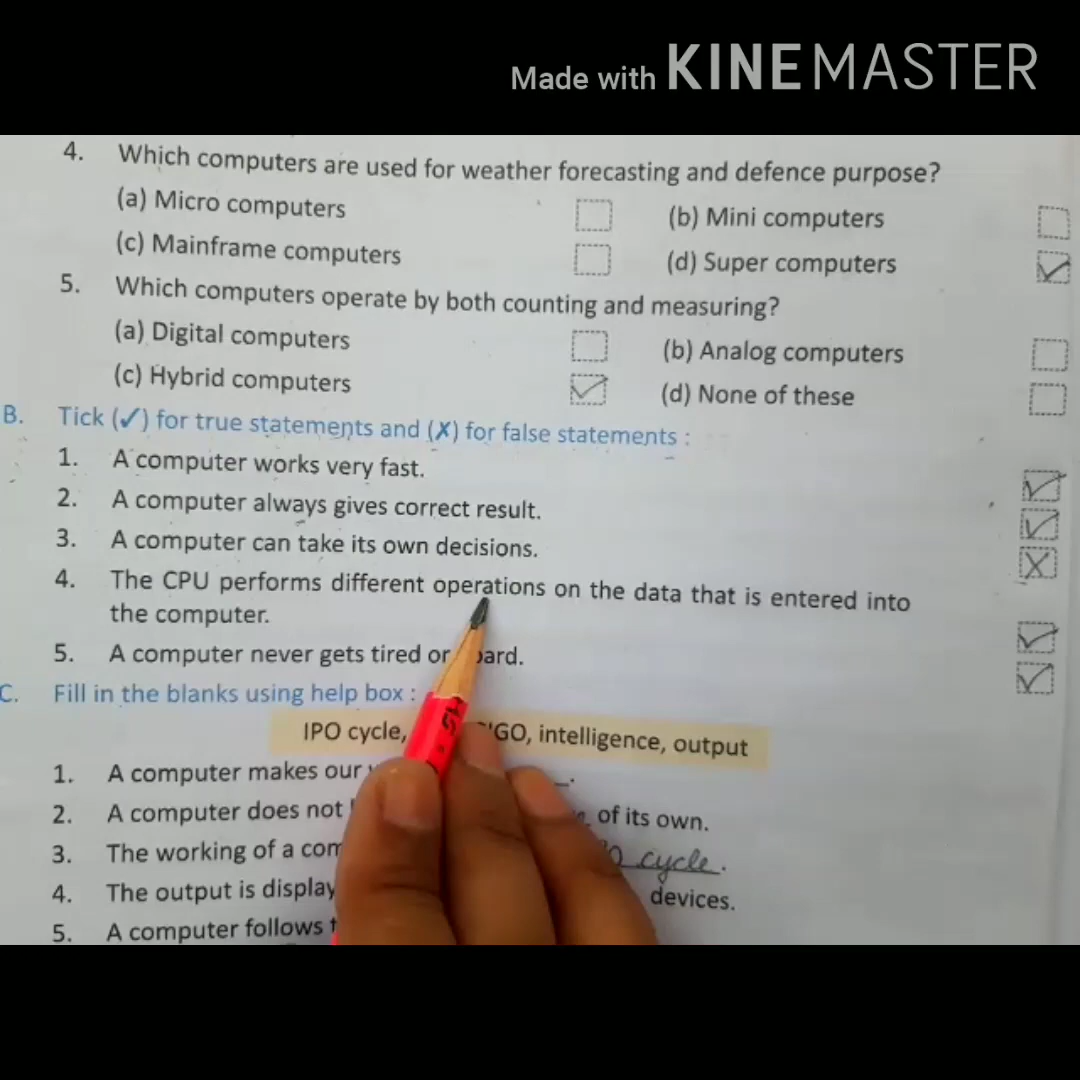 Made with KINEMASTER
4. Which computers are used for weather forecasting and defence purpose?
(a) Micro computers (b) Mini computers
(c) Mainframe computers (d) Super computers ✓
5. Which computers operate by both counting and measuring?
(a) Digital computers (b) Analog computers
(c) Hybrid computers ✓ (d) None of these
B. Tick (✓) for true statements and (✗) for false statements :
1. A computer works very fast. ✓
2. A computer always gives correct result. ✓
3. A computer can take its own decisions. X
4. The CPU performs different operations on the data that is entered into
the computer. ✓
5. A computer never gets tired or ✓
C. Fill in the blanks using help box :
IPO cycle, intelligence, output
1. A computer makes our
2. A computer does not of its own.
3. The working of a cycle.
4. The output is devices.
5. A computer follows